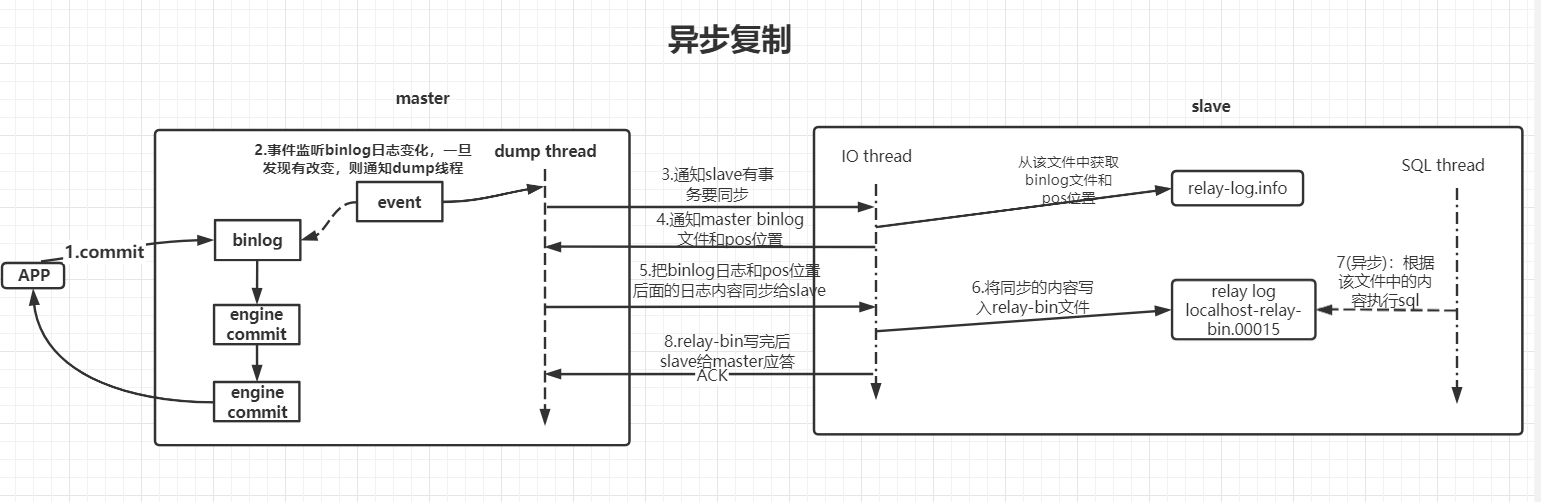 异步复制
master
slave
2.事件监听binlog日志变化，一旦
发现有改变，则通知dump线程
dump thread
event
binlog
1.commit
APP
engine
commit
engine
commit
3.通知slave有事
务要同步
4.通知master binlog
文件和pos位置
5.把binlog日志和pos位置
后面的日志内容同步给slave
8.relay-bin写完后
slave给master应答
ACK
IO thread
从该文件中获取
binlog文件和
pos位置
relay-log.info
SQL thread
6.将同步的内容写
入relay-bin文件
relay log
localhost-relay-
bin.00015
7(异步)：根据
该文件中的内
容执行sql